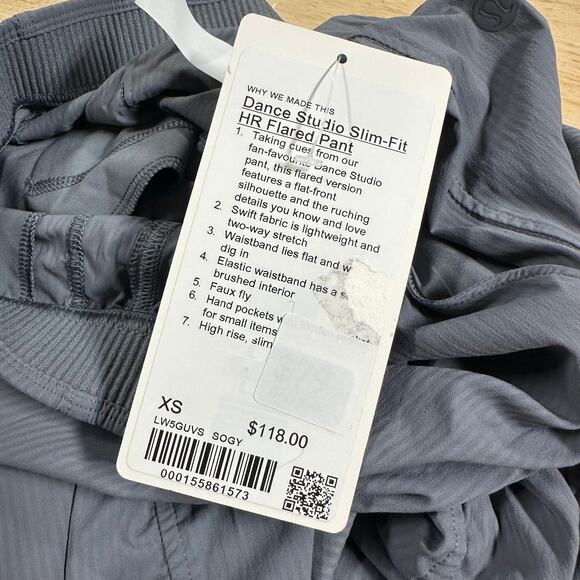 WHY WE MADE THIS
Dance Studio Slim-Fit
HR Flared Pant
1. Taking cues from our
fan-favourite Dance Studio
pant, this flared version
features a flat-front
silhouette and the ruching
details you know and love
2. Swift fabric is lightweight and
two-way stretch
3. Waistband lies flat and
dig in
4. Elastic waistband has a
brushed interior
5. Faux fly
6. Hand pockets
for small items
7. High rise, slim
XS
$118.00
LW5GUVS SOGY
000155861573